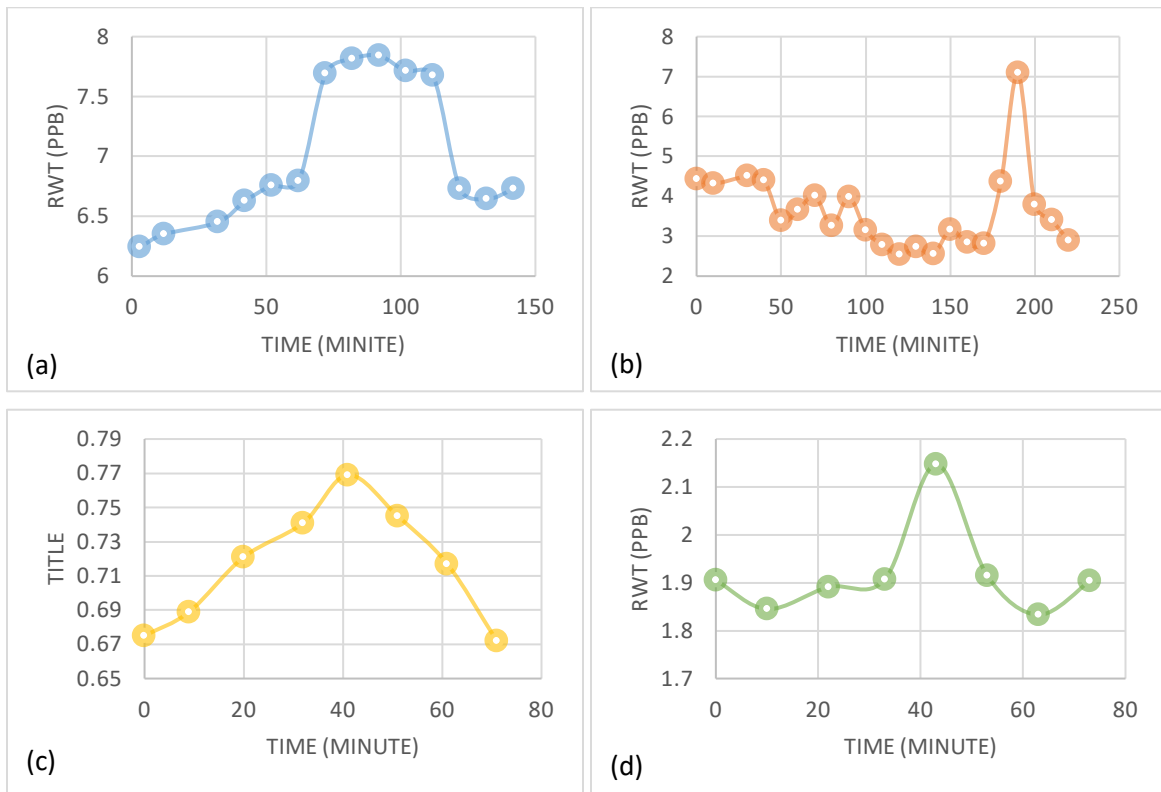 RWT (PPB)
8
7.5
7
6.5
6
0 50 100 150
TIME (MINITE)
(a)
RWT (PPB)
8
7
6
5
4
3
2
0 50 100 150 200 250
TIME (MINITE)
(b)
TITLE
0.79
0.77
0.75
0.73
0.71
0.69
0.67
0.65
0 20 40 60 80
TIME (MINUTE)
(c)
RWT (PPB)
2.2
2.1
2
1.9
1.8
1.7
0 20 40 60 80
TIME (MINUTE)
(d)